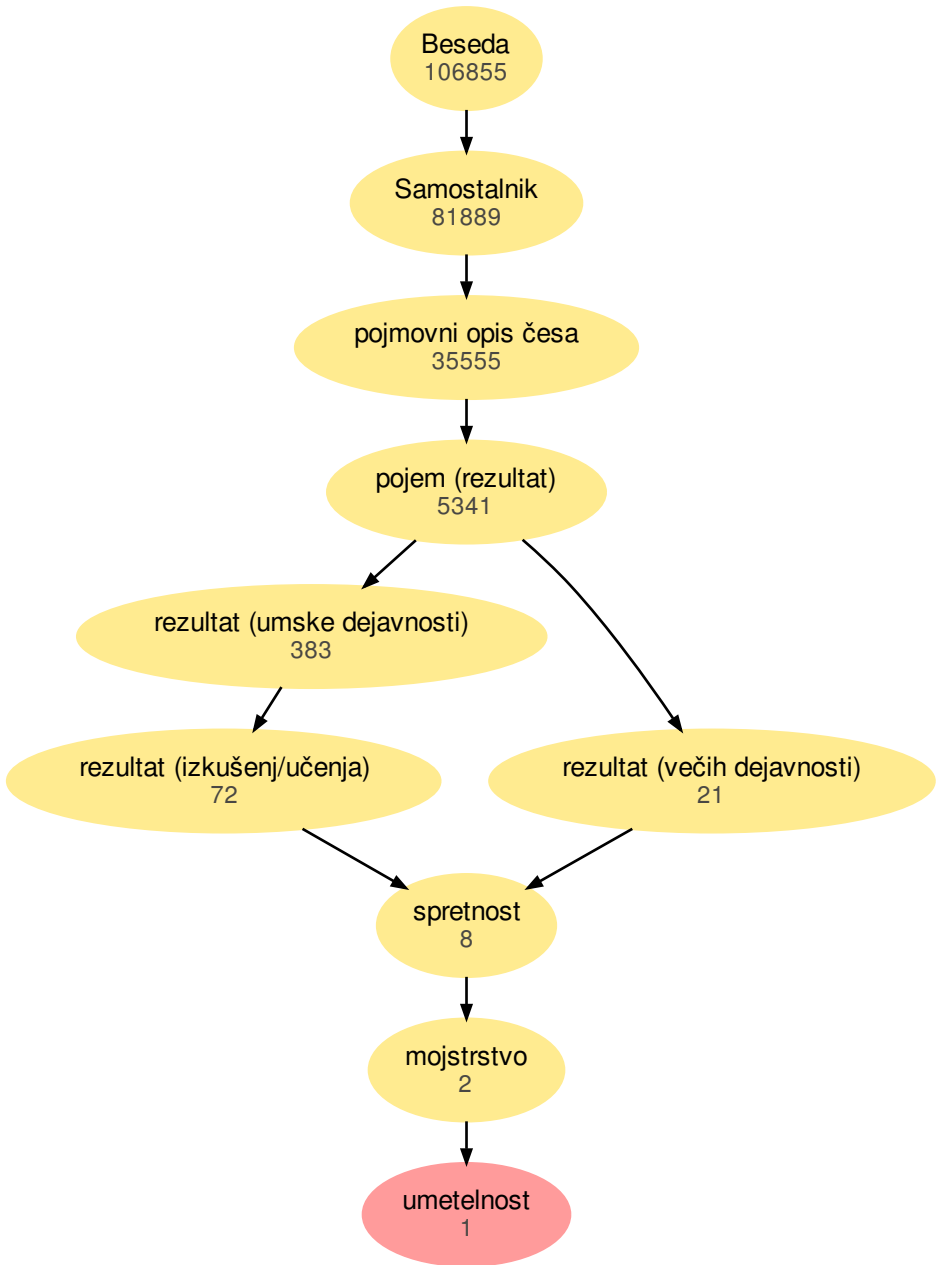 Beseda
106855
Samostalnik
81889
pojmovni opis česa
35555
pojem (rezultat)
5341
rezultat (umske dejavnosti)
383
rezultat (izkušenj/učenja)
72
rezultat (večih dejavnosti)
21
spretnost
8
mojstrstvo
2
umetelnost
1